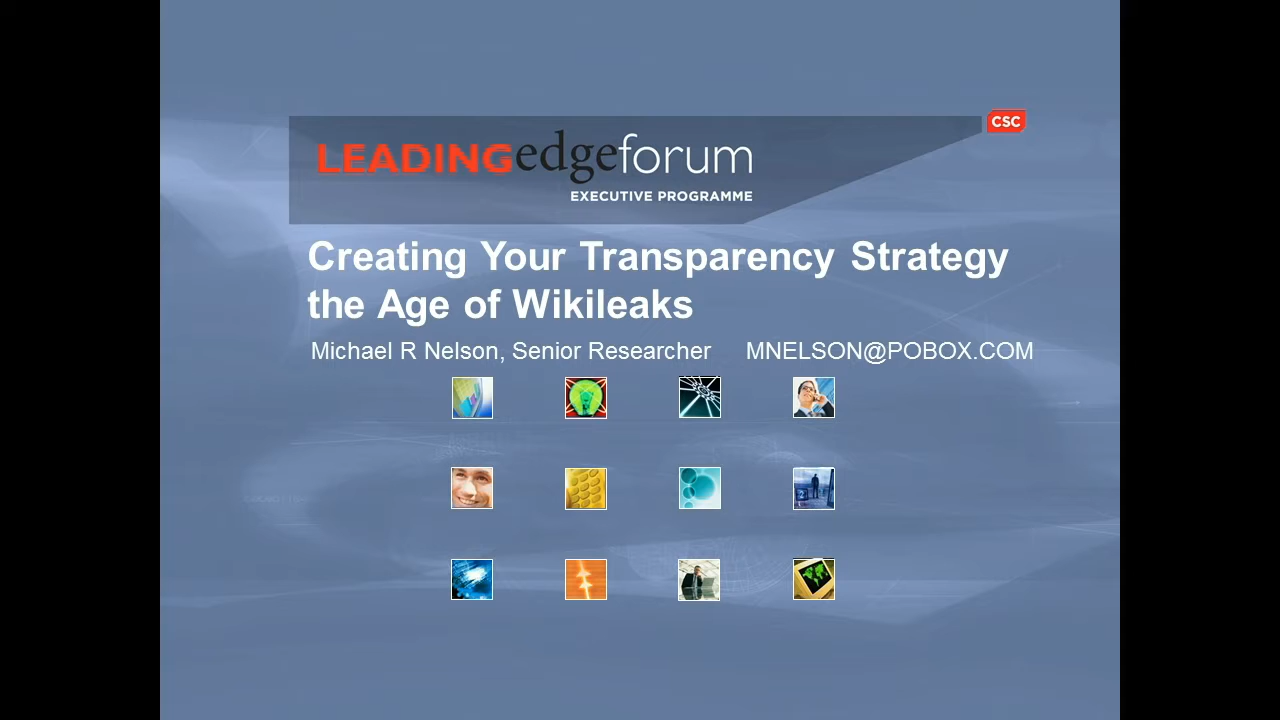 CSC
LEADINGedgeforum
EXECUTIVE PROGRAMME
Creating Your Transparency Strategy
the Age of Wikileaks
Michael R Nelson, Senior Researcher MNELSON@POBOX.COM